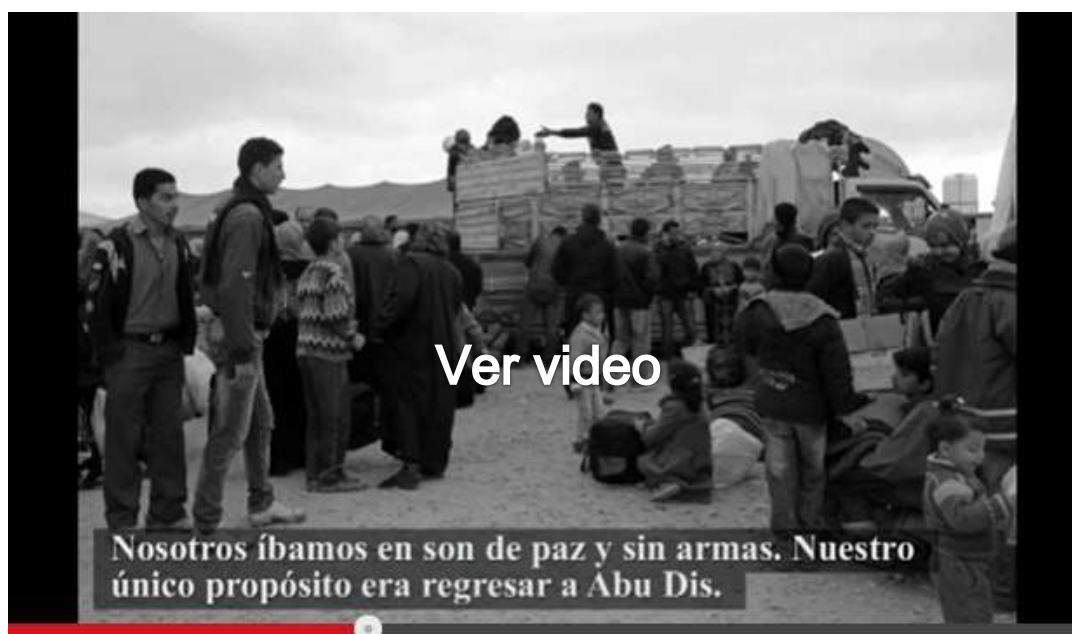 Ver video
Nosotros íbamos en son de paz y sin armas. Nuestro
único propósito era regresar a Abu Dis.